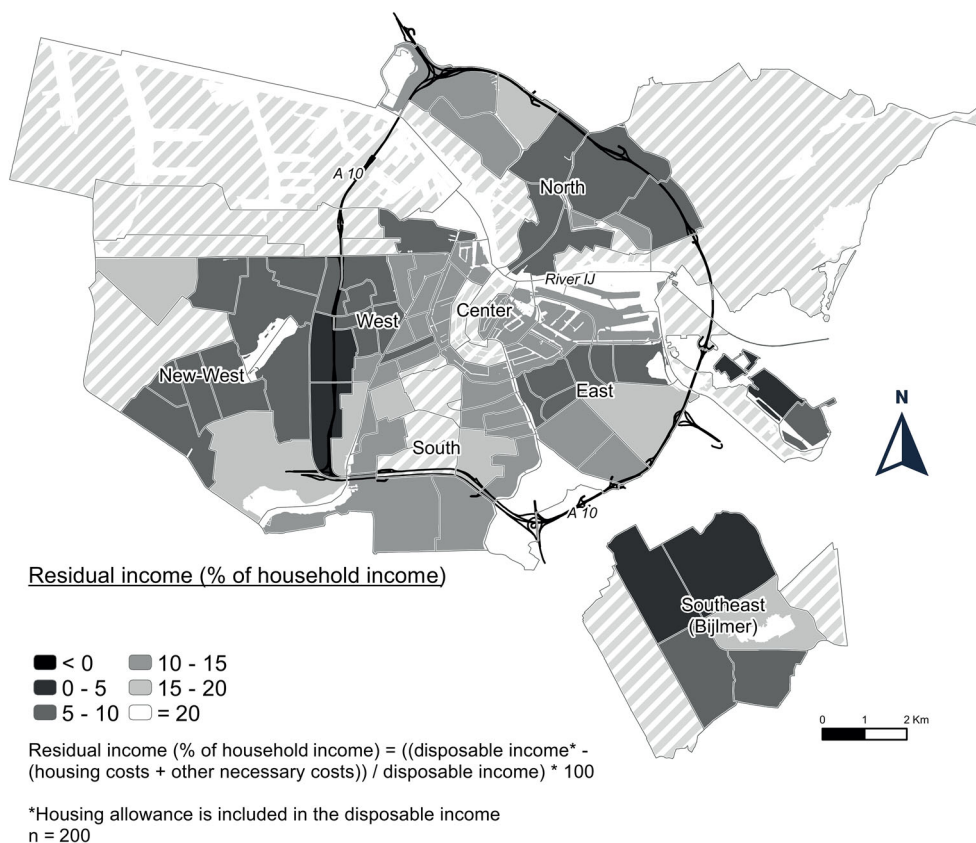 A 10
North
River IJ
Center
West
New-West
East
South
N
A 10
Residual income (% of household income)
Southeast
(Bijlmer)
< 0
10 - 15
0 - 5
15 - 20
5 - 10
= 20
0 1 2 Km
Residual income (% of household income) = ((disposable income* -
(housing costs + other necessary costs)) / disposable income) * 100
*Housing allowance is included in the disposable income
n = 200